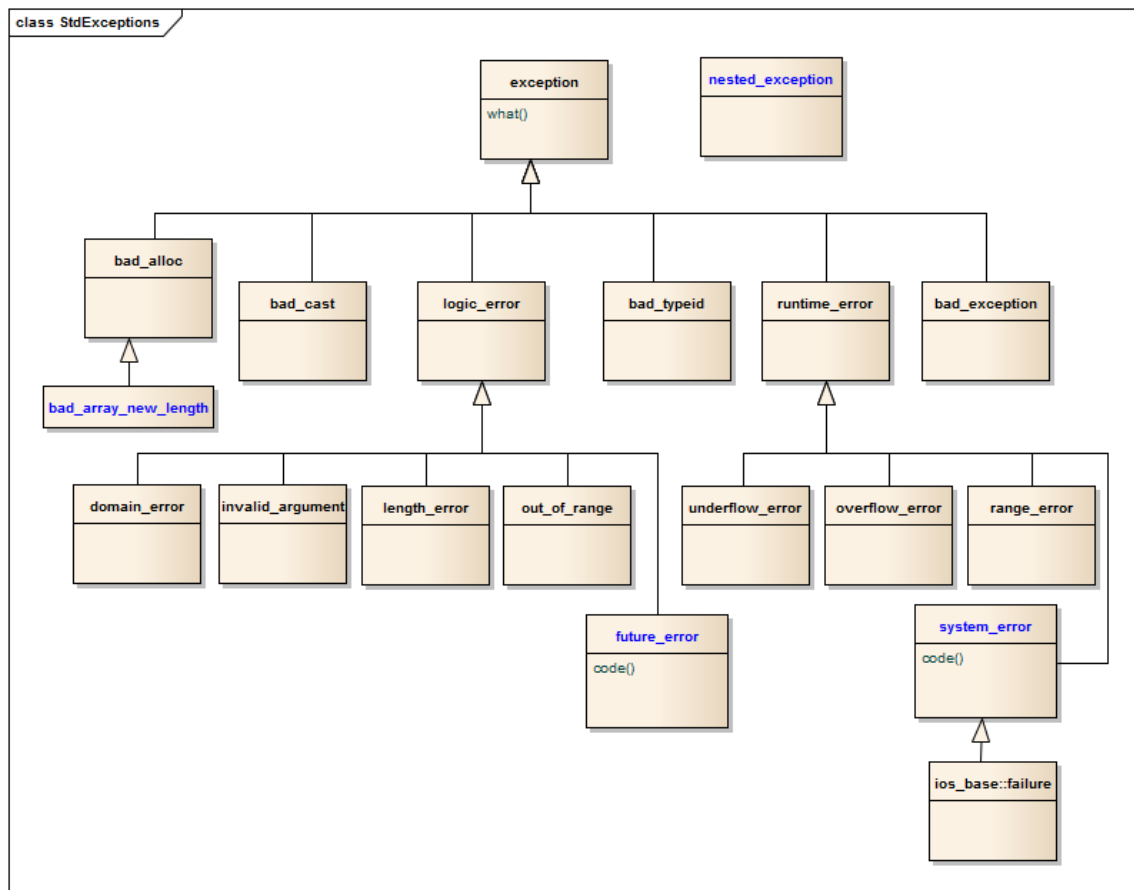 class StdExceptions
exception
what()
nested_exception
bad_alloc
bad_cast
logic_error
bad_typeid
runtime_error
bad_exception
bad_array_new_length
domain_error
invalid_argument
length_error
out_of_range
underflow_error
overflow_error
range_error
future_error
code()
system_error
code()
ios_base::failure